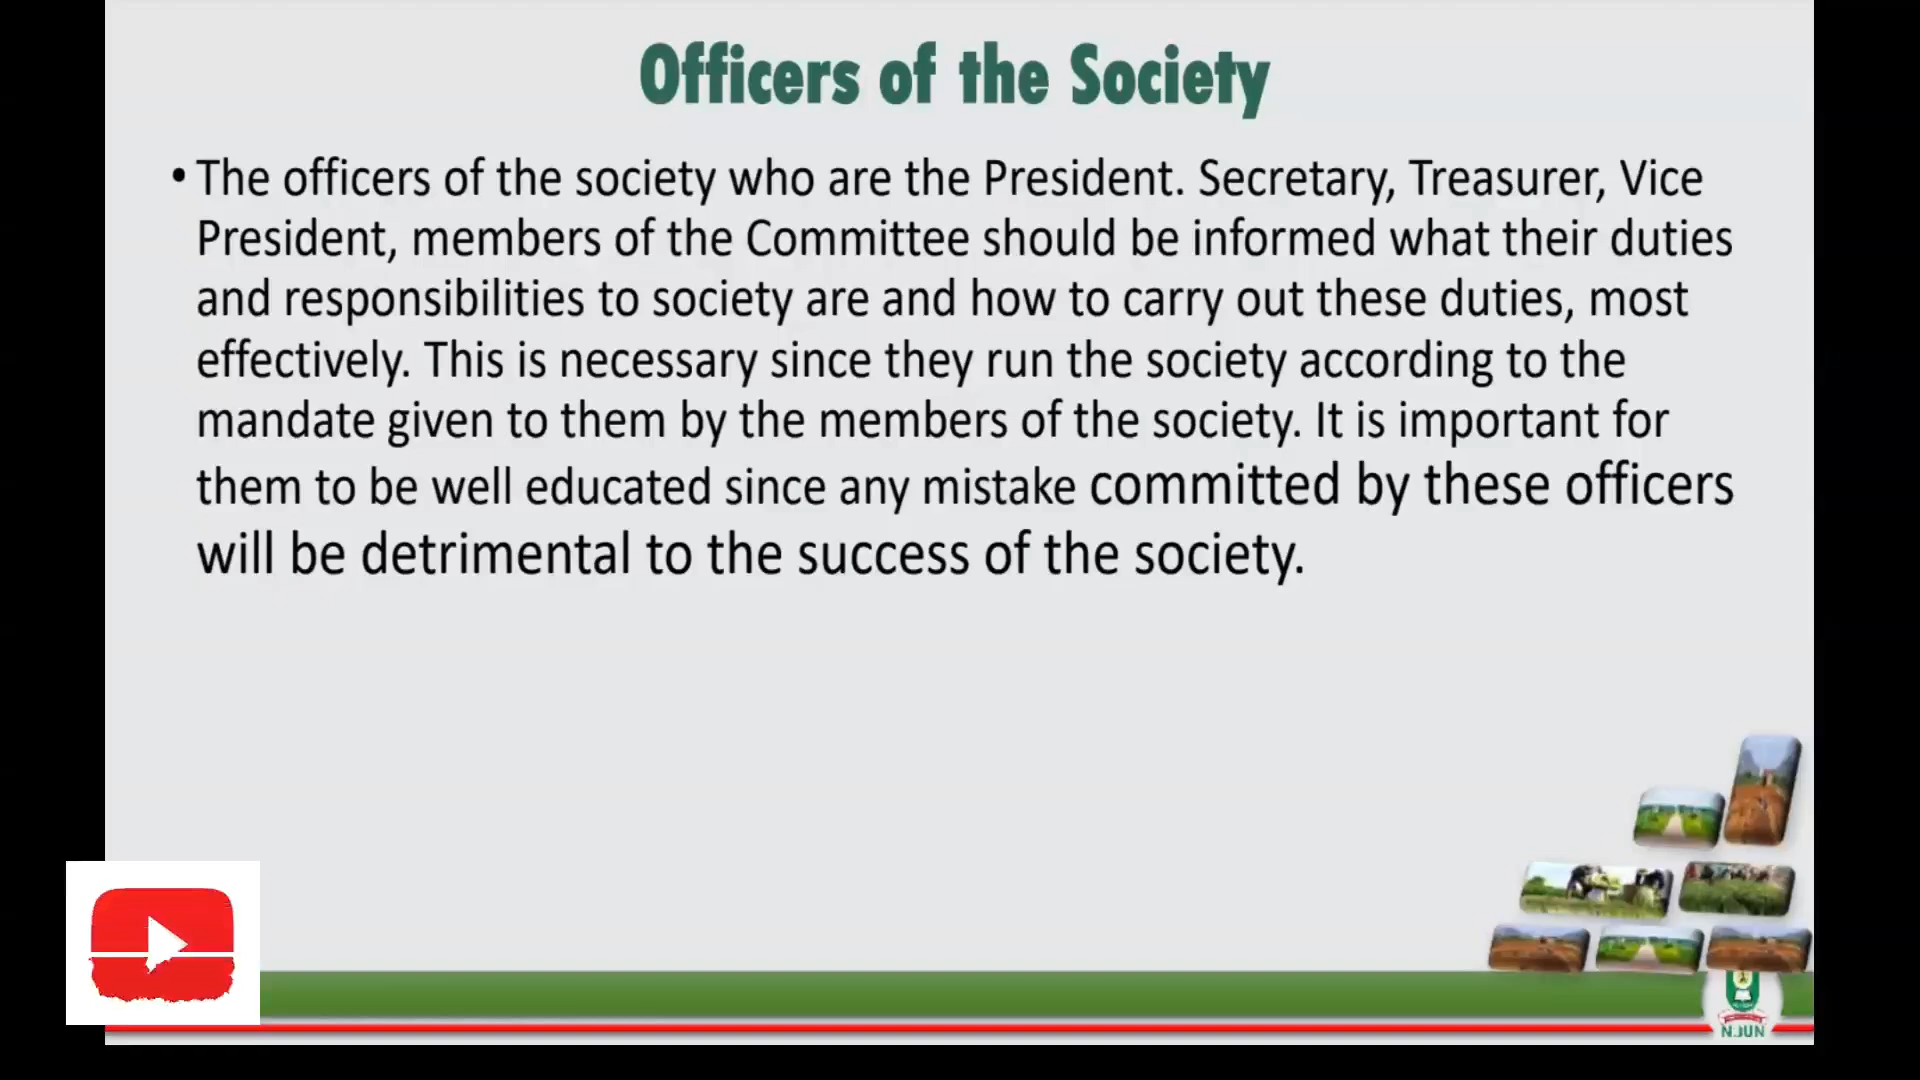 Officers of the Society
• The officers of the society who are the President. Secretary, Treasurer, Vice
President, members of the Committee should be informed what their duties
and responsibilities to society are and how to carry out these duties, most
effectively. This is necessary since they run the society according to the
mandate given to them by the members of the society. It is important for
them to be well educated since any mistake committed by these officers
will be detrimental to the success of the society.